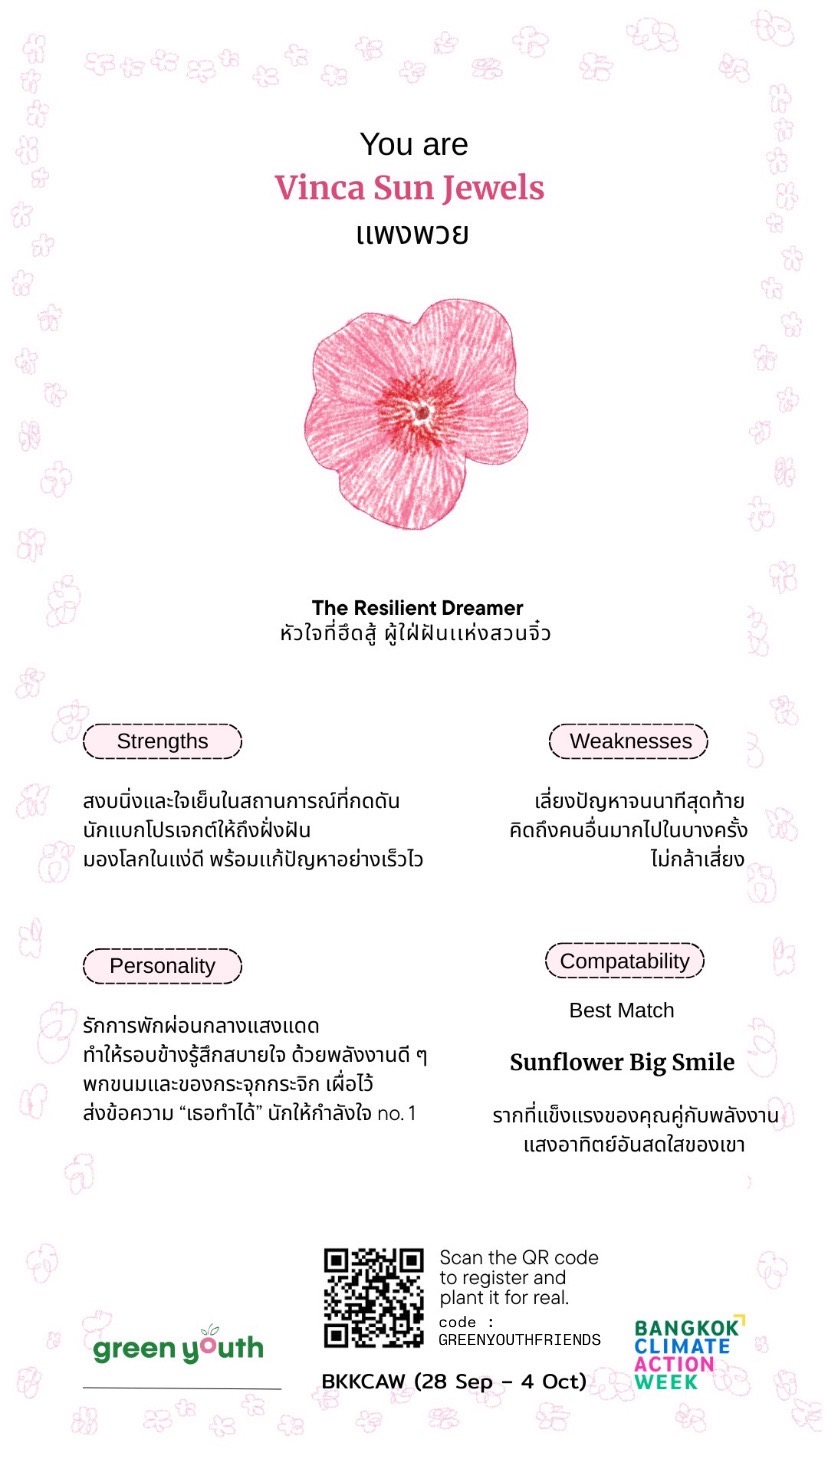 You are
Vinca Sun Jewels
แพงพวย
The Resilient Dreamer
หัวใจที่ฮึดสู้ ผู้ใฝ่ฝันแห่งสวนจิ๋ว
Strengths
สงบนิ่งและใจเย็นในสถานการณ์ที่กดดัน
นักแบกโปรเจกต์ให้ถึงฝั่งฝัน
มองโลกในแง่ดี พร้อมแก้ปัญหาอย่างเร็วไว
Weaknesses
เลี่ยงปัญหาจนนาทีสุดท้าย
คิดถึงคนอื่นมากไปในบางครั้ง
ไม่กล้าเสี่ยง
Personality
รักการพักผ่อนกลางแสงแดด
ทำให้รอบข้างรู้สึกสบายใจ ด้วยพลังงานดี ๆ
พกขนมและของกระจุกกระจิก เผื่อไว้
ส่งข้อความ “เธอทำได้” นักให้กำลังใจ no. 1
Compatability
Best Match
Sunflower Big Smile
รากที่แข็งแรงของคุณคู่กับพลังงาน
แสงอาทิตย์อันสดใสของเขา
green youth
Scan the QR code
to register and
plant it for real.
code :
GREENYOUTHFRIENDS
BKKCAW (28 Sep – 4 Oct)
BANGKOK
CLIMATE
ACTION
WEEK